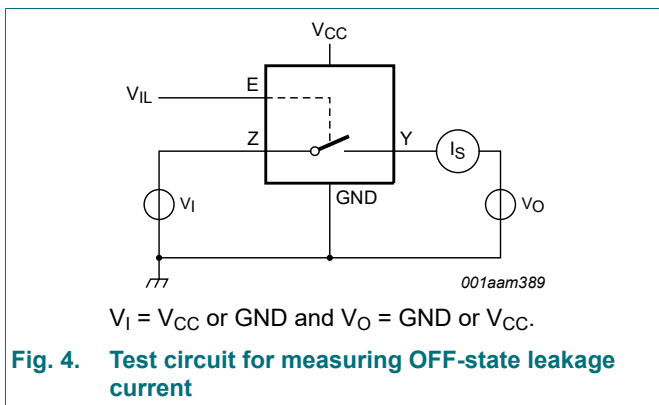 VCC
E
VIL
Z
Y
IS
GND
VI
VO
001aam389
VI = VCC or GND and VO = GND or VCC.
Fig. 4. Test circuit for measuring OFF-state leakage
current